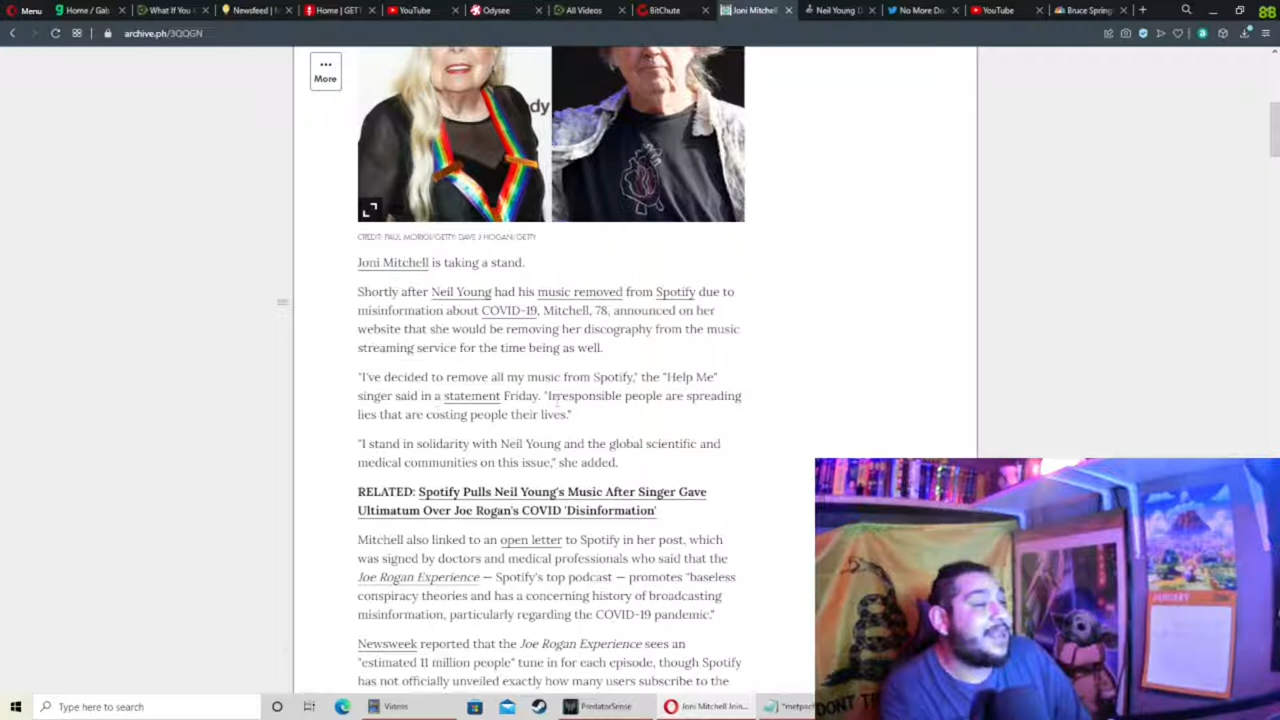 Menu
Home / Gab
What If You
Newsfeed
Home | GETT
YouTube
Odysee
All Videos
BitChute
Joni Mitchell
Neil Young D
No More Do
YouTube
Bruce Spring
88
archive.ph/3QQGN
More
dy
CREDIT: PAUL MORIGI/GETTY; DAVE J HOGAN/GETTY
Joni Mitchell is taking a stand.
Shortly after Neil Young had his music removed from Spotify due to
misinformation about COVID-19, Mitchell, 78, announced on her
website that she would be removing her discography from the music
streaming service for the time being as well.
"I've decided to remove all my music from Spotify," the "Help Me"
singer said in a statement Friday. "Irresponsible people are spreading
lies that are costing people their lives."
"I stand in solidarity with Neil Young and the global scientific and
medical communities on this issue," she added.
RELATED: Spotify Pulls Neil Young's Music After Singer Gave
Ultimatum Over Joe Rogan's COVID 'Disinformation'
Mitchell also linked to an open letter to Spotify in her post, which
was signed by doctors and medical professionals who said that the
Joe Rogan Experience — Spotify's top podcast — promotes "baseless
conspiracy theories and has a concerning history of broadcasting
misinformation, particularly regarding the COVID-19 pandemic."
Newsweek reported that the Joe Rogan Experience sees an
"estimated 11 million people" tune in for each episode, though Spotify
has not officially unveiled exactly how many users subscribe to the
JANUARY
DONT
Type here to search
Videos
PredatorSense
Joni Mitchell Join...